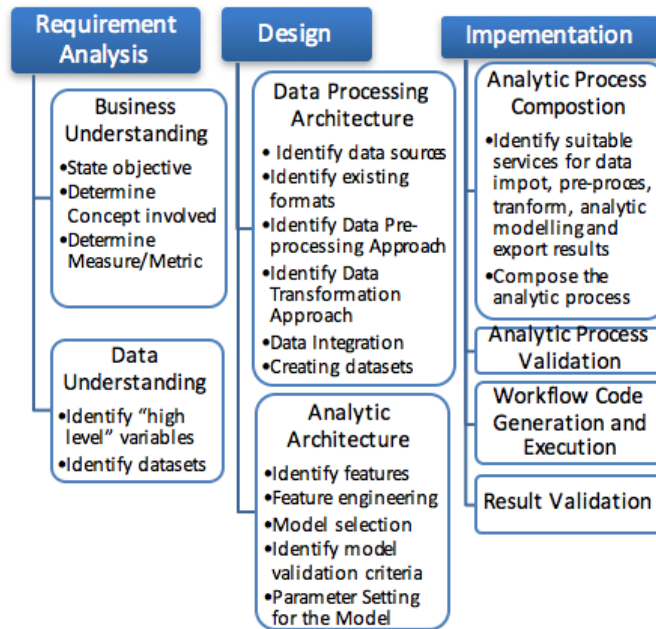 Requirement
Analysis
Business
Understanding
•State objective
•Determine
Concept involved
•Determine
Measure/Metric
Data
Understanding
•Identify “high
level” variables
•Identify datasets
Design
Data Processing
Architecture
• Identify data sources
•Identify existing
formats
•Identify Data Pre-
processing Approach
•Identify Data
Transformation
Approach
•Data Integration
•Creating datasets
Analytic
Architecture
•Identify features
•Feature engineering
•Model selection
•Identify model
validation criteria
•Parameter Setting
for the Model
Impementation
Analytic Process
Compostion
•Identify suitable
services for data
impot, pre-proces,
tranform, analytic
modelling and
export results
•Compose the
analytic process
Analytic Process
Validation
Workflow Code
Generation and
Execution
Result Validation